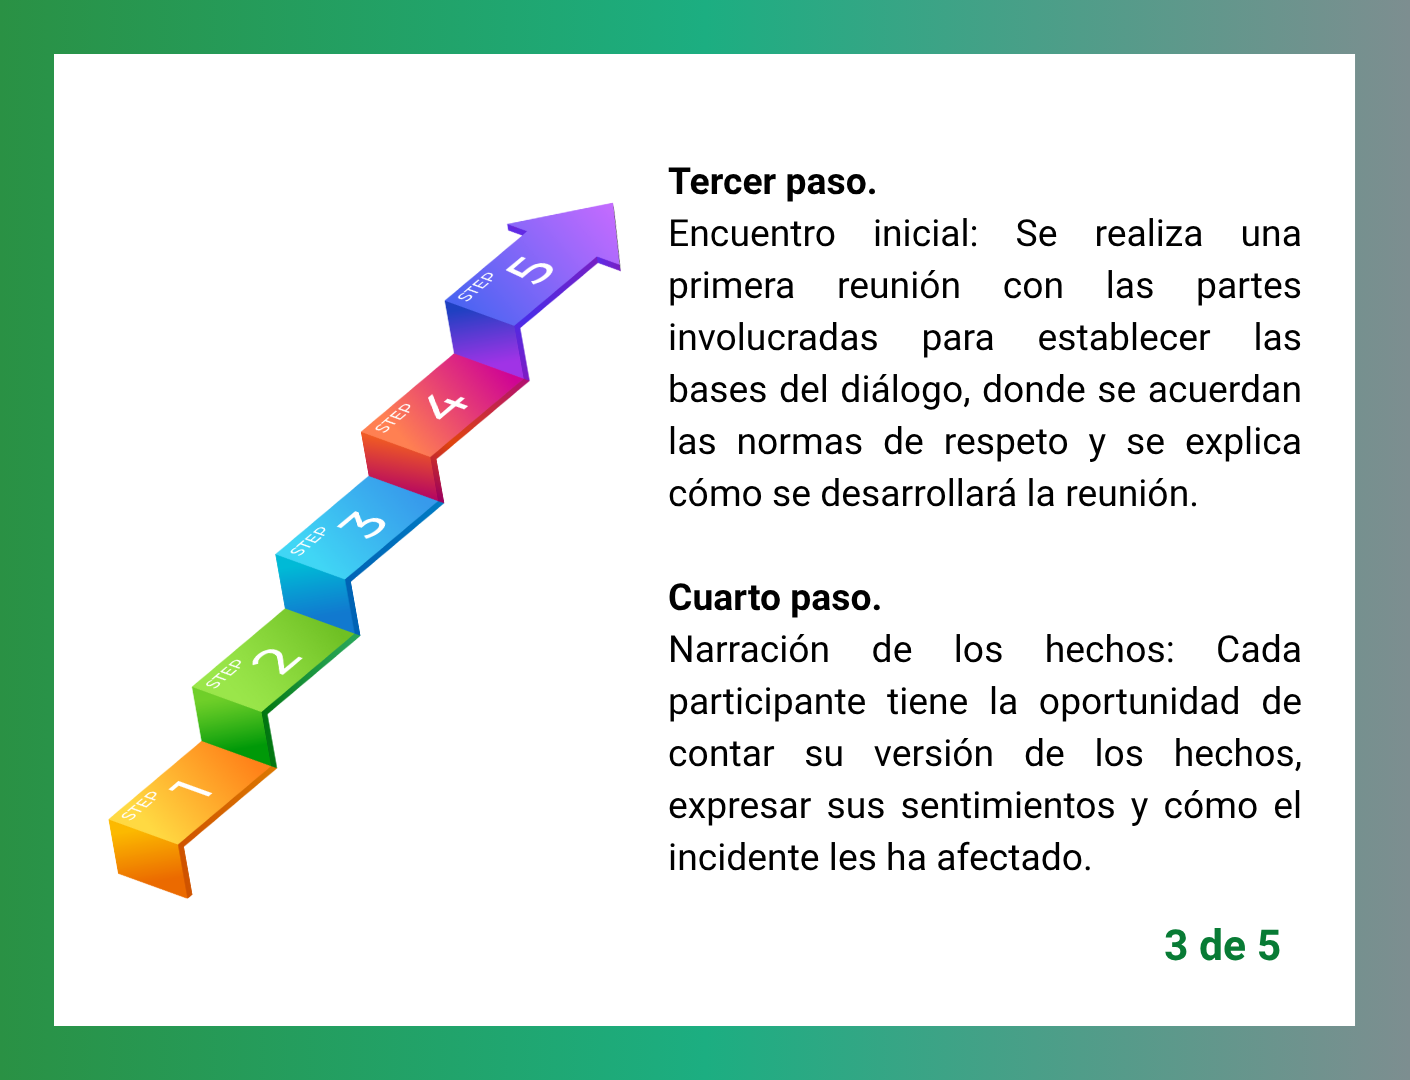 Tercer paso.
Encuentro inicial: Se realiza una
primera reunión con las partes
involucradas para establecer las
bases del diálogo, donde se acuerdan
las normas de respeto y se explica
cómo se desarrollará la reunión.
Cuarto paso.
Narración de los hechos: Cada
participante tiene la oportunidad de
contar su versión de los hechos,
expresar sus sentimientos y cómo el
incidente les ha afectado.
3 de 5
STEP 5
STEP 4
STEP 3
STEP 2
STEP 1